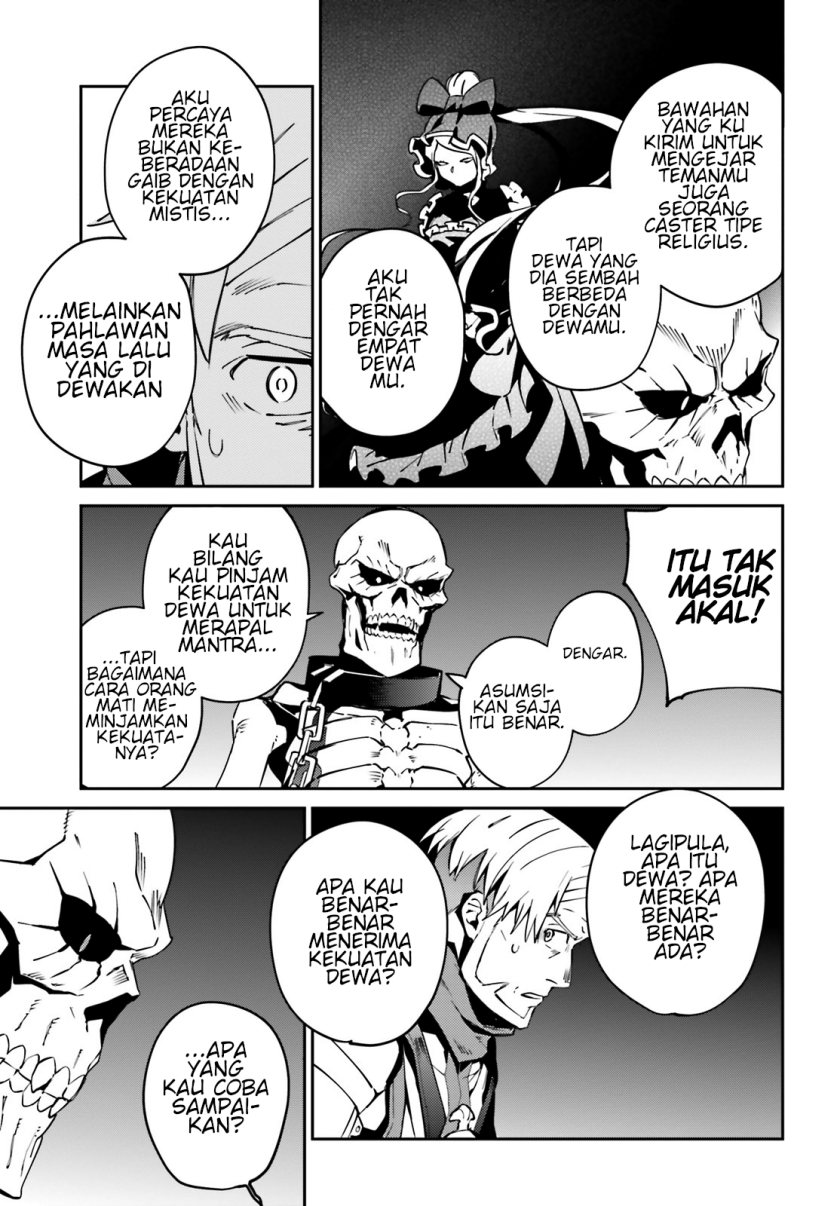 BAWAHAN
YANG KU
KIRIM UNTUK
MENGEJAR
TEMANMU
JUGA
SEORANG
CASTER TIPE
RELIGIUS.
TAPI
DEWA YANG
DIA SEMBAH
BERBEDA
DENGAN
DEWAMU.
AKU
TAK
PERNAH
DENGAR
EMPAT
DEWA
MU.
AKU
PERCAYA
MEREKA
BUKAN KE-
BERADAAN
GAIB DENGAN
KEKUATAN
MISTIS...
...MELAINKAN
PAHLAWAN
MASA LALU
YANG DI
DEWAKAN
ITU TAK
MASUK
AKAL!
DENGAR.
ASUMSI-
KAN SAJA
ITU BENAR.
KAU
BILANG
KAU PINJAM
KEKUATAN
DEWA UNTUK
MERAPAL
MANTRA...
...TAPI
BAGAIMANA
CARA ORANG
MATI ME-
MINJAMKAN
KEKUATA-
NYA?
LAGIPULA,
APA ITU
DEWA? APA
MEREKA
BENAR-
BENAR
ADA?
APA KAU
BENAR-
BENAR
MENERIMA
KEKUATAN
DEWA?
...APA
YANG
KAU COBA
SAMPAI-
KAN?